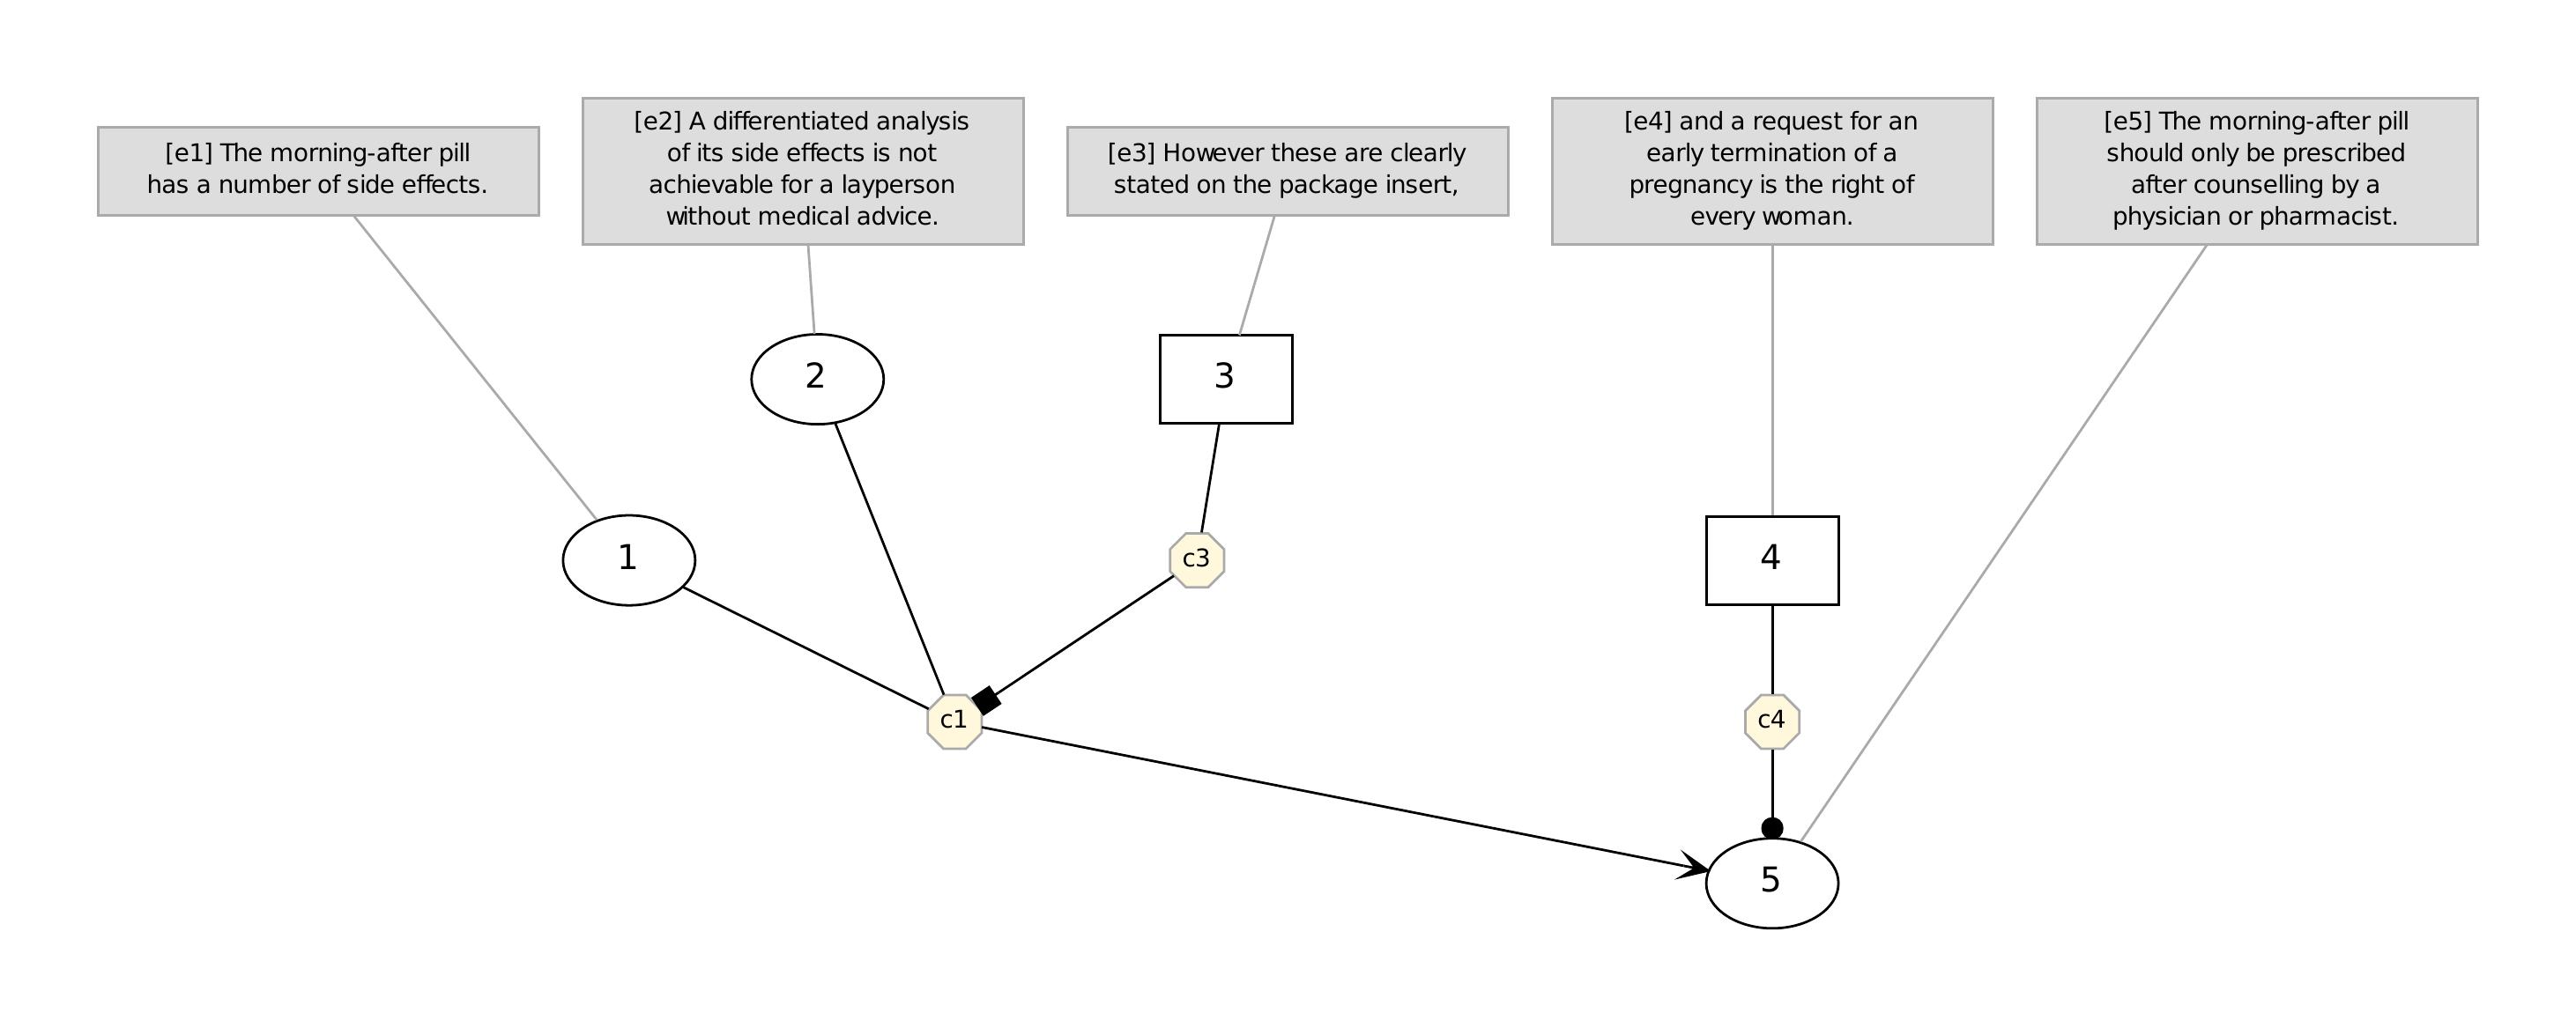 [e1] The morning-after pill
has a number of side effects.
[e2] A differentiated analysis
of its side effects is not
achievable for a layperson
without medical advice.
[e3] However these are clearly
stated on the package insert,
[e4] and a request for an
early termination of a
pregnancy is the right of
every woman.
[e5] The morning-after pill
should only be prescribed
after counselling by a
physician or pharmacist.
2
3
1
c3
4
c1
c4
5